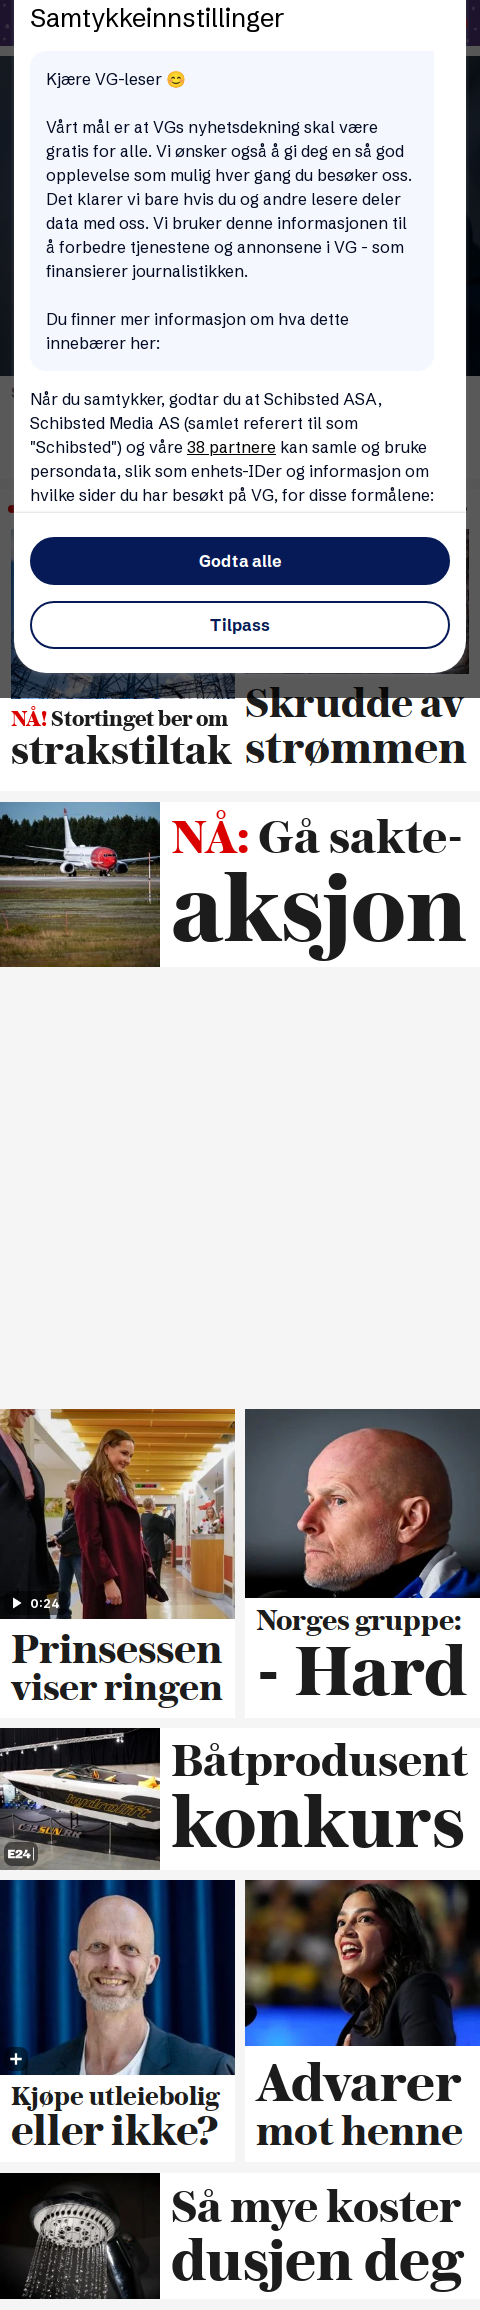 Samtykkeinnstillinger
Kjære VG-leser 😊
Vårt mål er at VGs nyhetsdekning skal være
gratis for alle. Vi ønsker også å gi deg en så god
opplevelse som mulig hver gang du besøker oss.
Det klarer vi bare hvis du og andre lesere deler
data med oss. Vi bruker denne informasjonen til
å forbedre tjenestene og annonsene i VG - som
finansierer journalistikken.
Du finner mer informasjon om hva dette
innebærer her:
Når du samtykker, godtar du at Schibsted ASA,
Schibsted Media AS (samlet referert til som
"Schibsted") og våre 38 partnere kan samle og bruke
persondata, slik som enhets-IDer og informasjon om
hvilke sider du har besøkt på VG, for disse formålene:
Godta alle
Tilpass
NÅ! Stortinget ber om
strakstiltak
Skrudde av
strømmen
NÅ: Gå sakte-
aksjon
0:24
Prinsessen
viser ringen
Norges gruppe:
- Hard
hydrolift
E24
Båtprodusent
konkurs
Kjøpe utleiebolig
eller ikke?
Advarer
mot henne
Så mye koster
dusjen deg